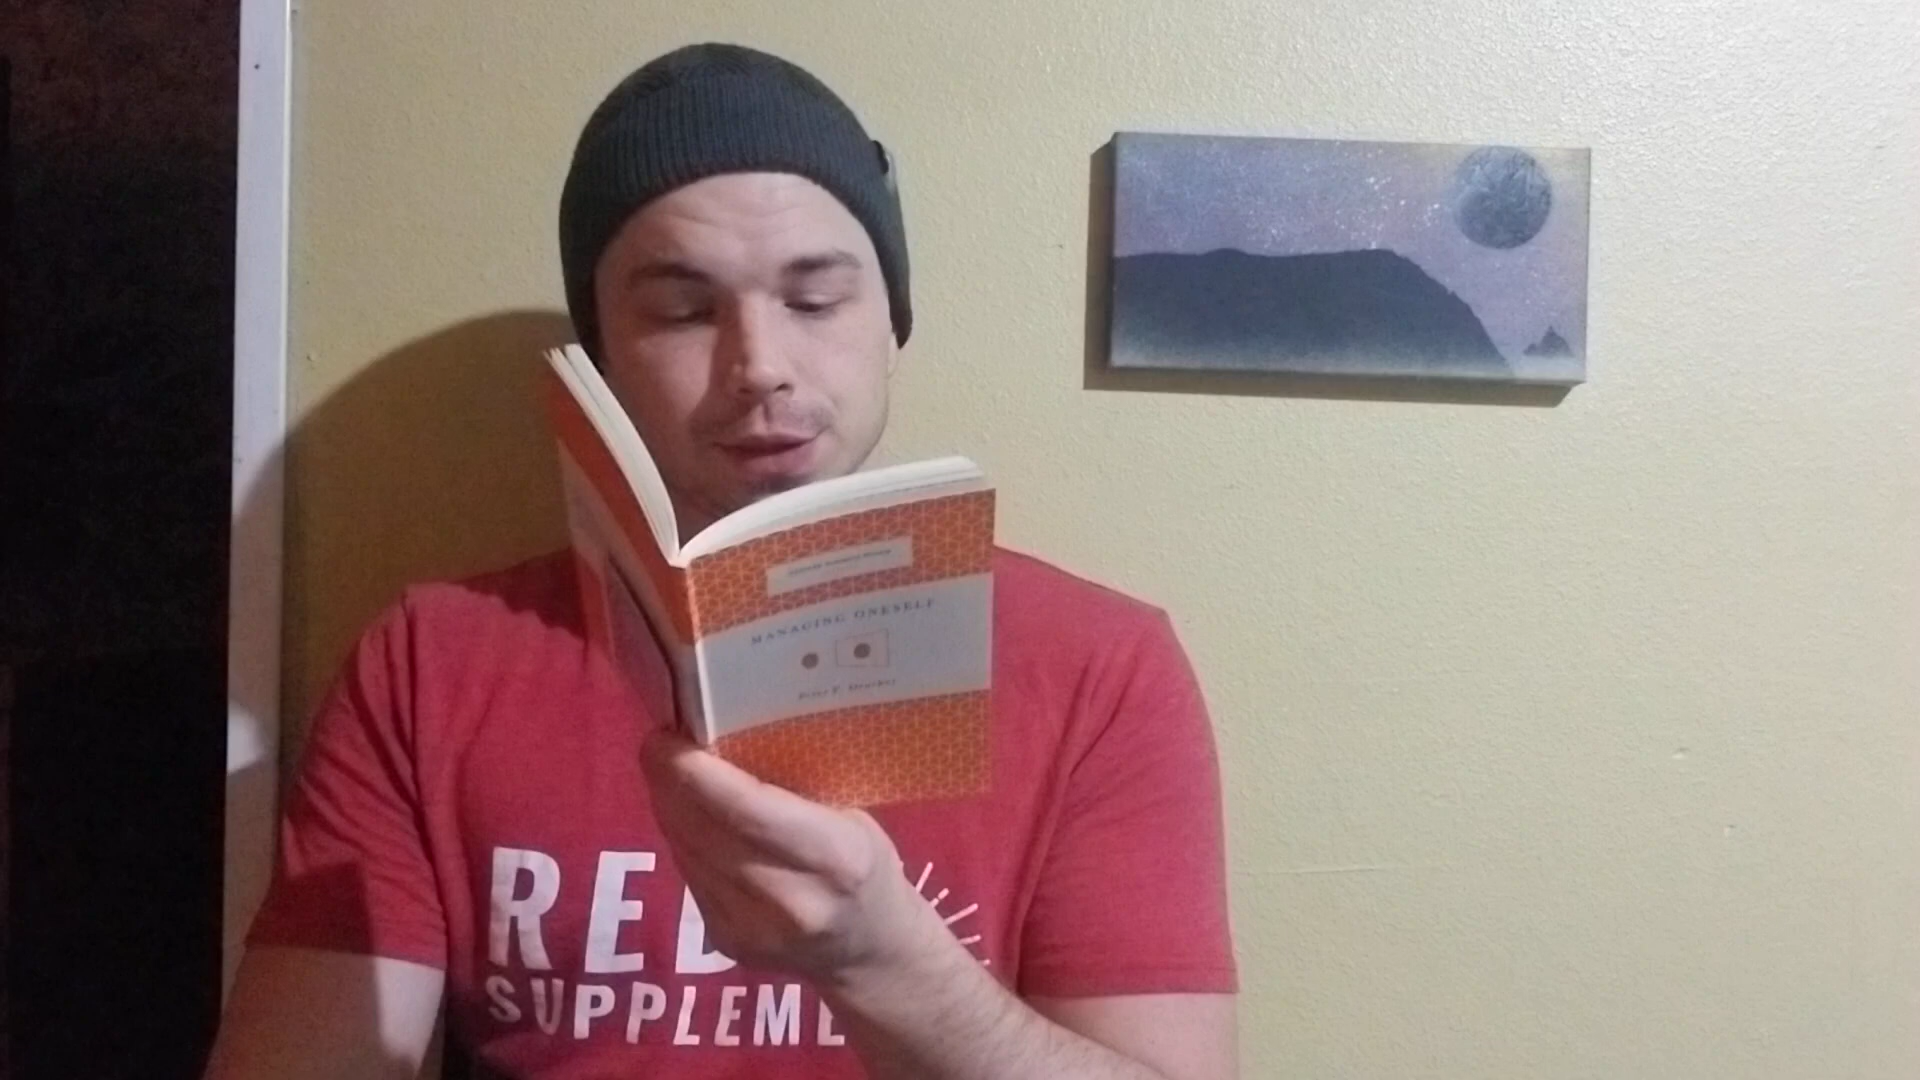 MANAGING ONESELF
Peter F. Drucker
RED
SUPPLEME